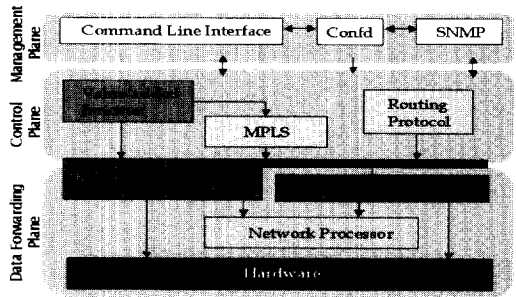 Management
Plane
Command Line Interface
Confd
SNMP
Control
Plane
MPLS
Routing
Protocol
Data Forwarding
Plane
Network Processor
Hardware